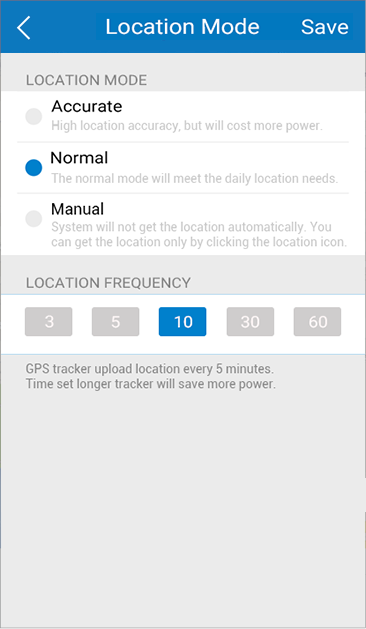 Location Mode Save
LOCATION MODE
Accurate
High location accuracy, but will cost more power.
Normal
The normal mode will meet the daily location needs.
Manual
System will not get the location automatically. You
can get the location only by clicking the location icon.
LOCATION FREQUENCY
3 5 10 30 60
GPS tracker upload location every 5 minutes.
Time set longer tracker will save more power.